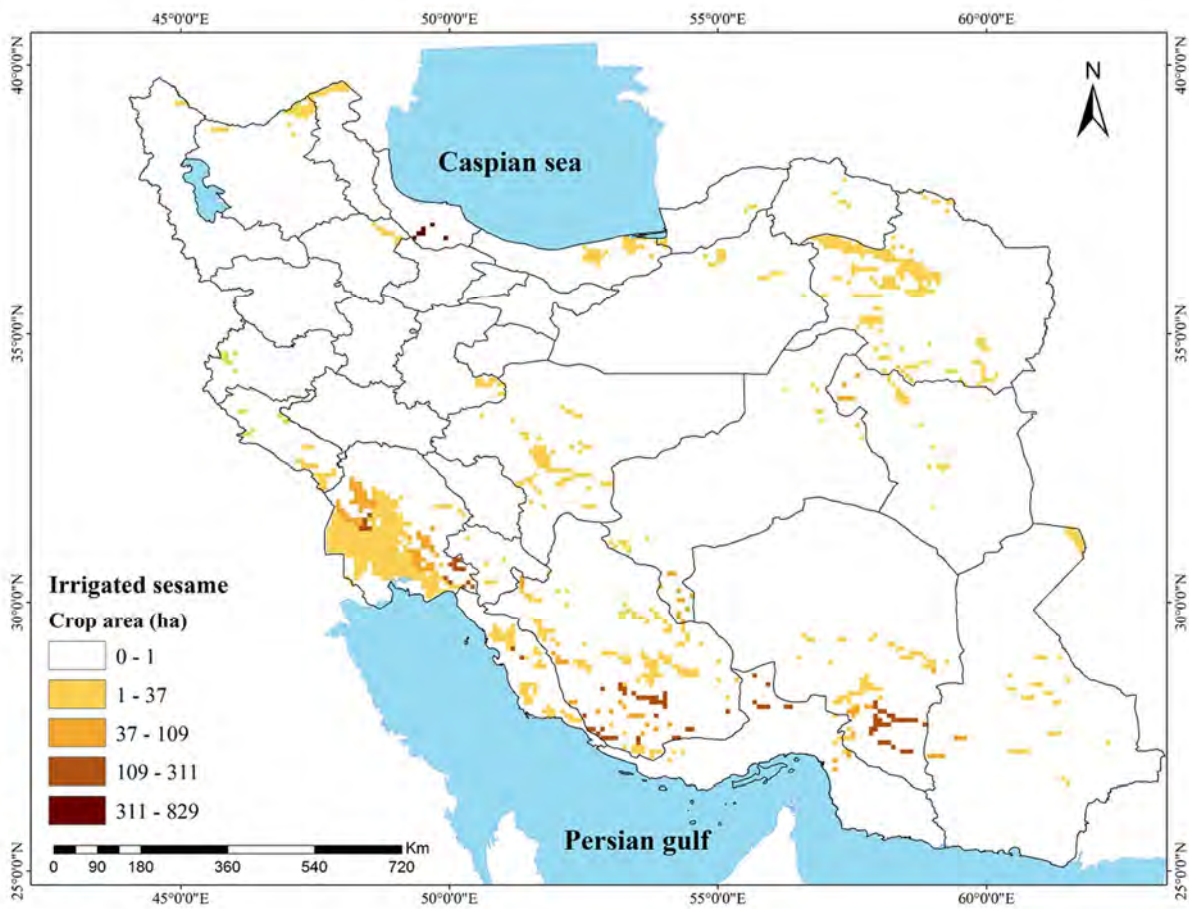 45°0'0"E 50°0'0"E 55°0'0"E 60°0'0"E
40°0'0"N 40°0'0"N
N
Caspian sea
35°0'0"N 35°0'0"N
30°0'0"N 30°0'0"N
Irrigated sesame
Crop area (ha)
0 - 1
1 - 37
37 - 109
109 - 311
311 - 829
Persian gulf
Km
0 90 180 360 540 720
25°0'0"N 25°0'0"N
45°0'0"E 50°0'0"E 55°0'0"E 60°0'0"E